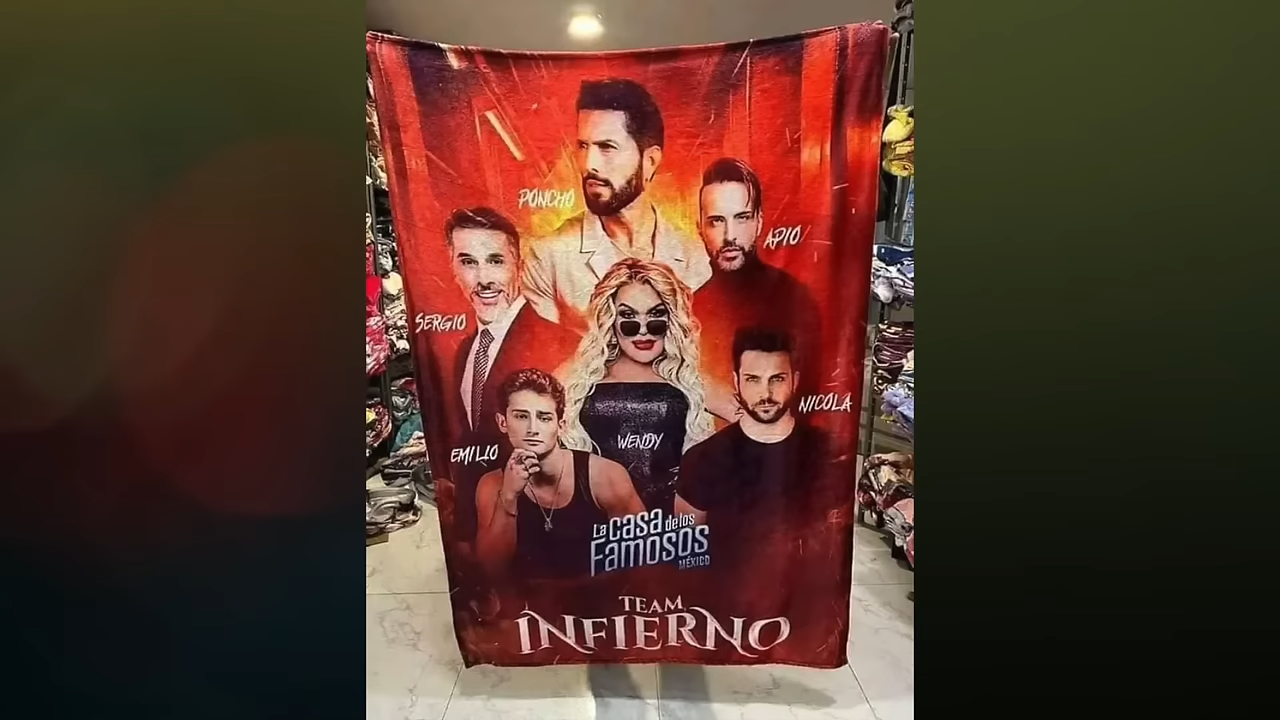 PONCHO
APIO
SERGIO
NICOLA
WENDY
EMILIO
La casa de los
Famosos
MÉXICO
TEAM
INFIERNO